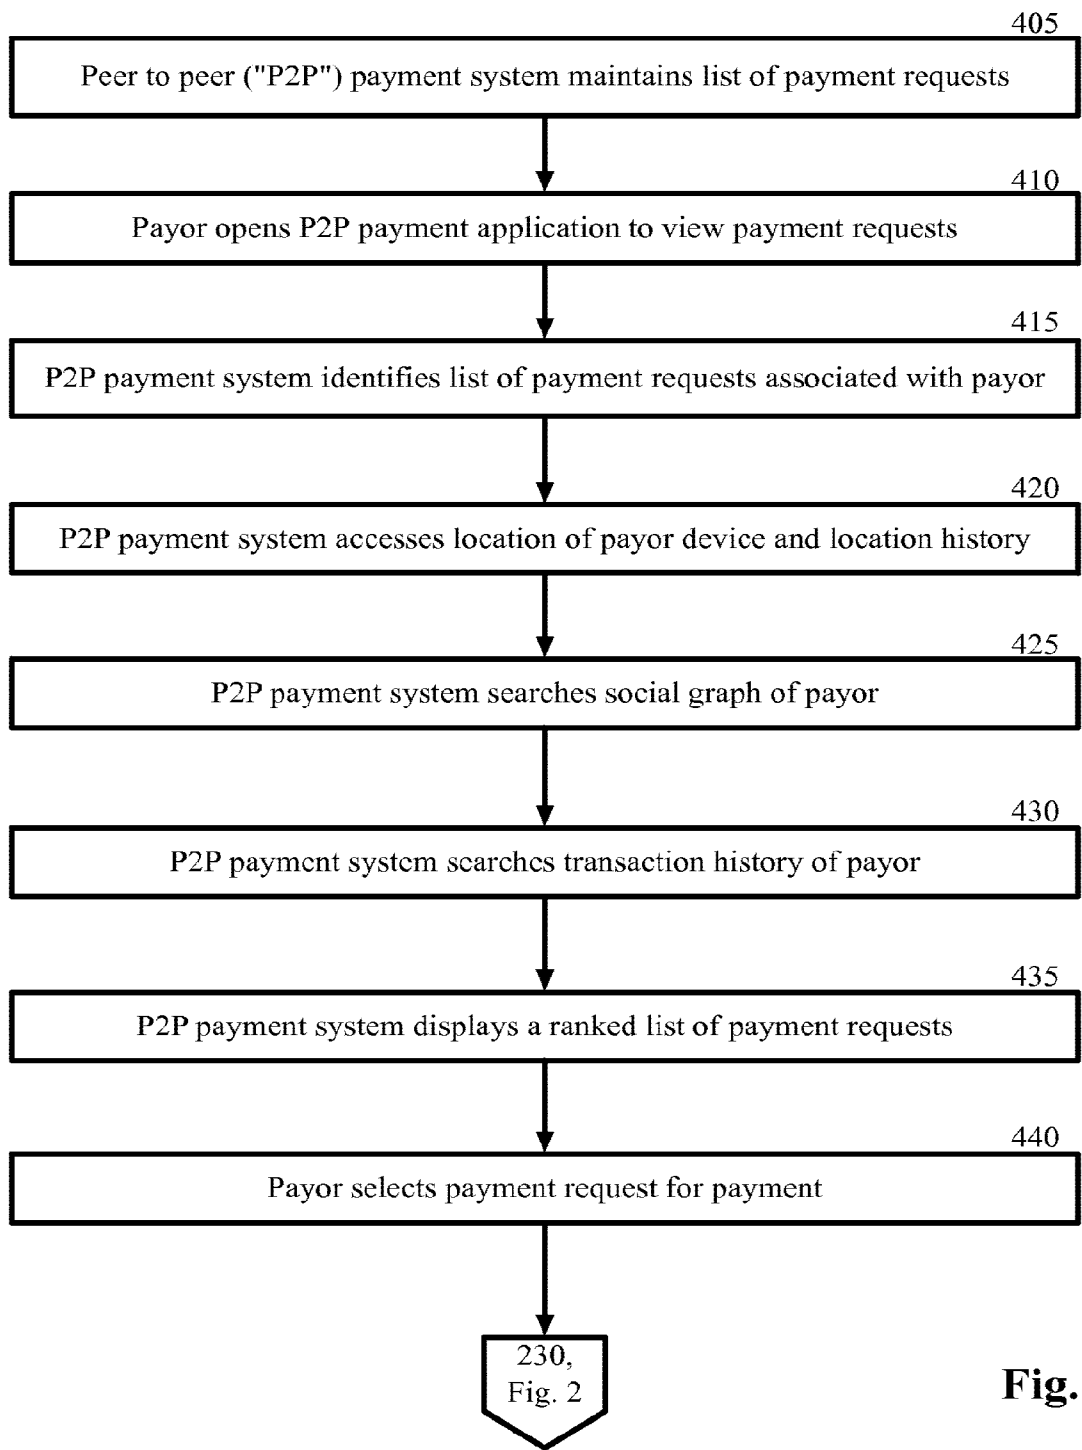 405
Peer to peer ("P2P") payment system maintains list of payment requests
410
Payor opens P2P payment application to view payment requests
415
P2P payment system identifies list of payment requests associated with payor
420
P2P payment system accesses location of payor device and location history
425
P2P payment system searches social graph of payor
430
P2P payment system searches transaction history of payor
435
P2P payment system displays a ranked list of payment requests
440
Payor selects payment request for payment
230,
Fig. 2
Fig.